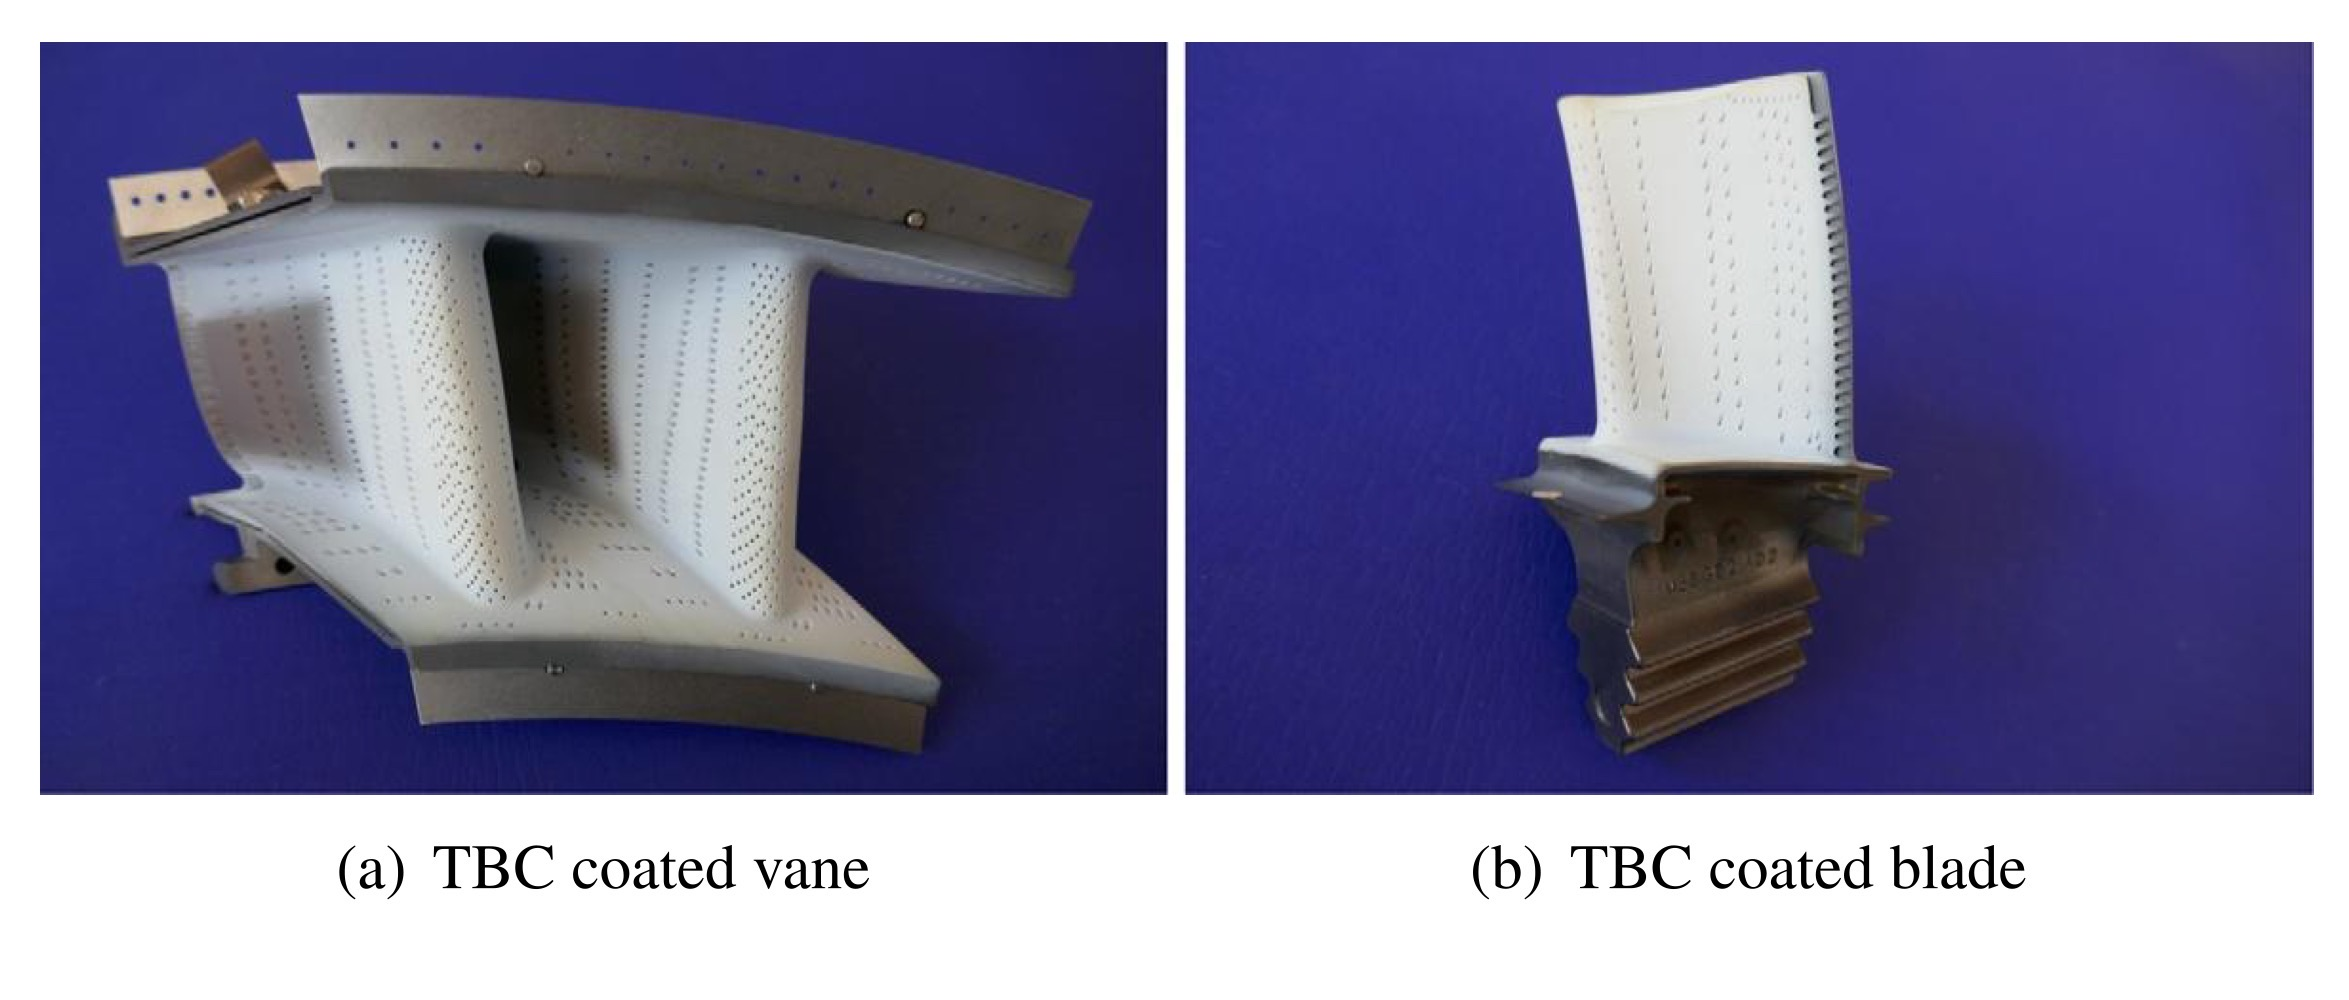 (a) TBC coated vane
(b) TBC coated blade